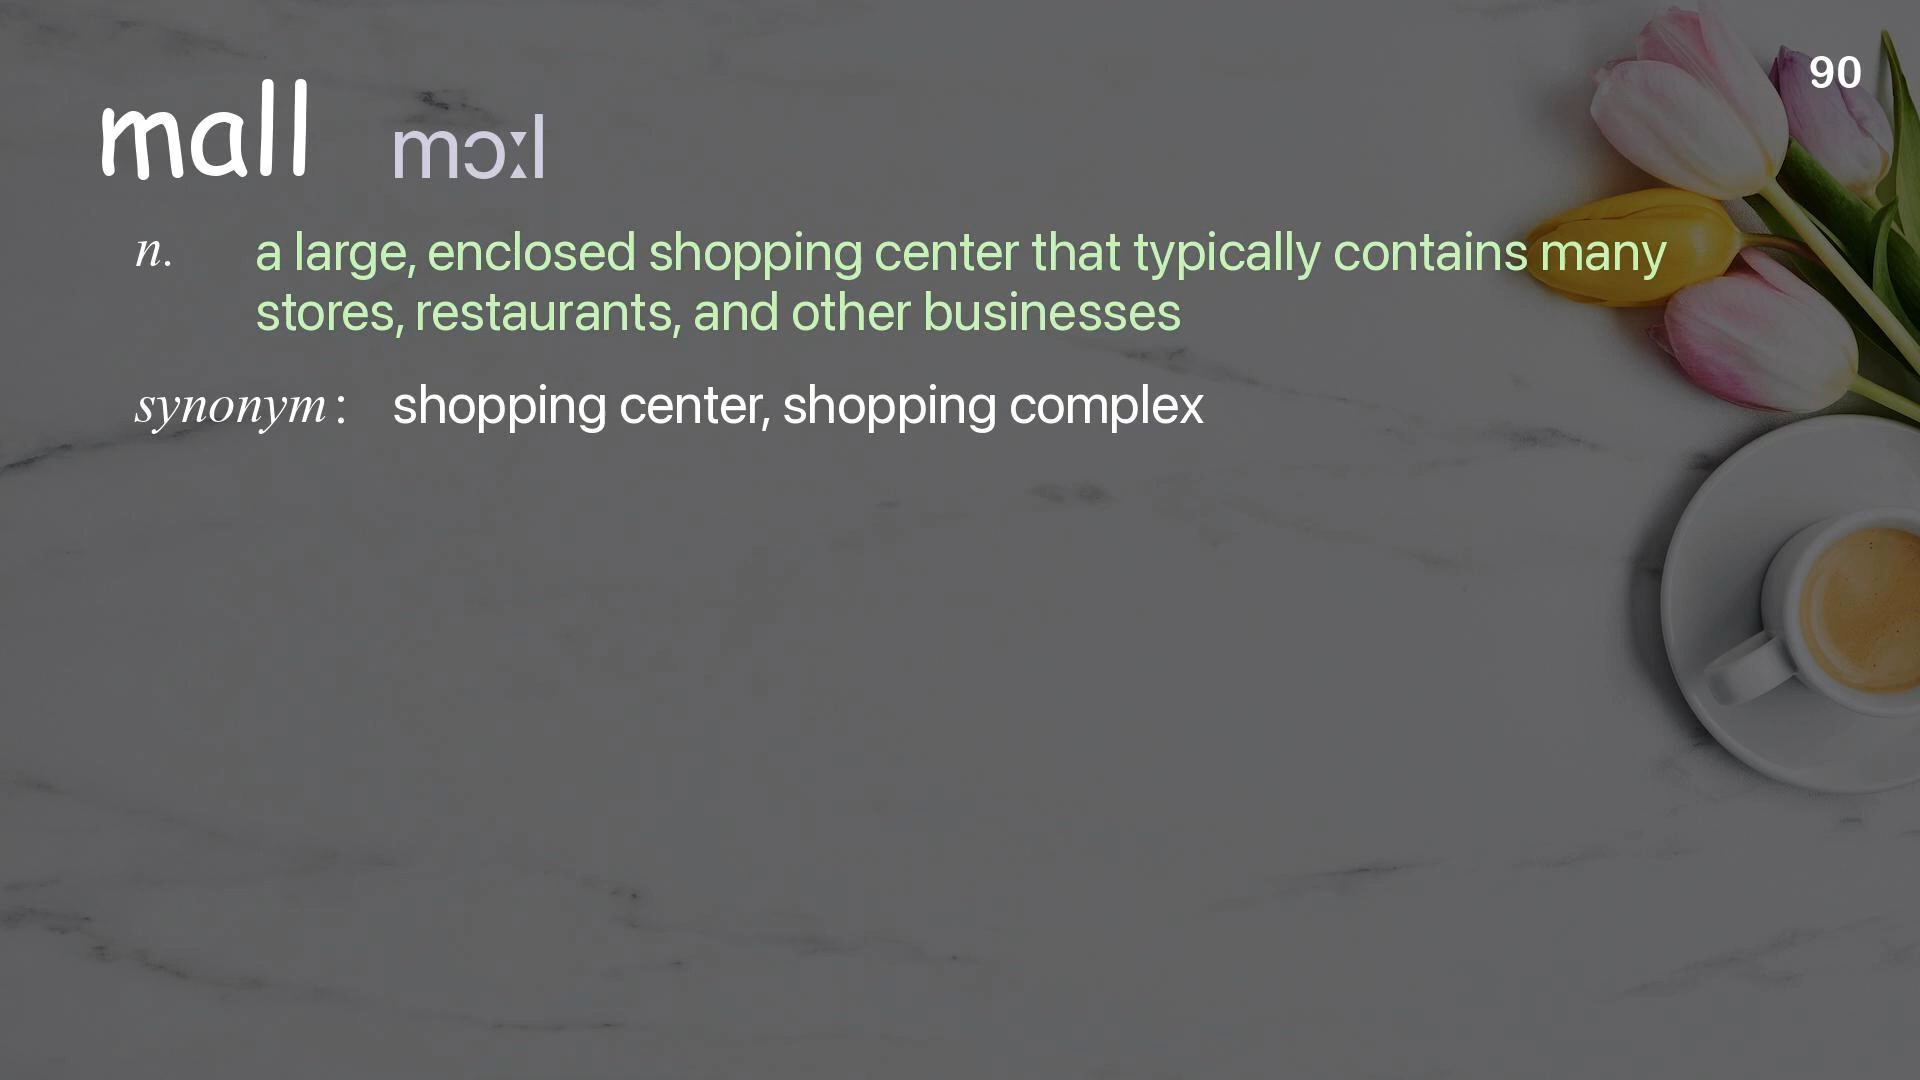 90
mall mɔːl
n. a large, enclosed shopping center that typically contains many
stores, restaurants, and other businesses
synonym: shopping center, shopping complex